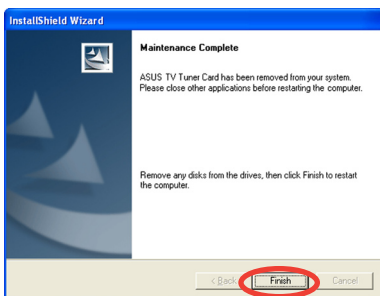 InstallShield Wizard
Maintenance Complete
ASUS TV Tuner Card has been removed from your system.
Please close other applications before restarting the computer.
Remove any disks from the drives, then click Finish to restart
the computer.
< Back
Finish
Cancel